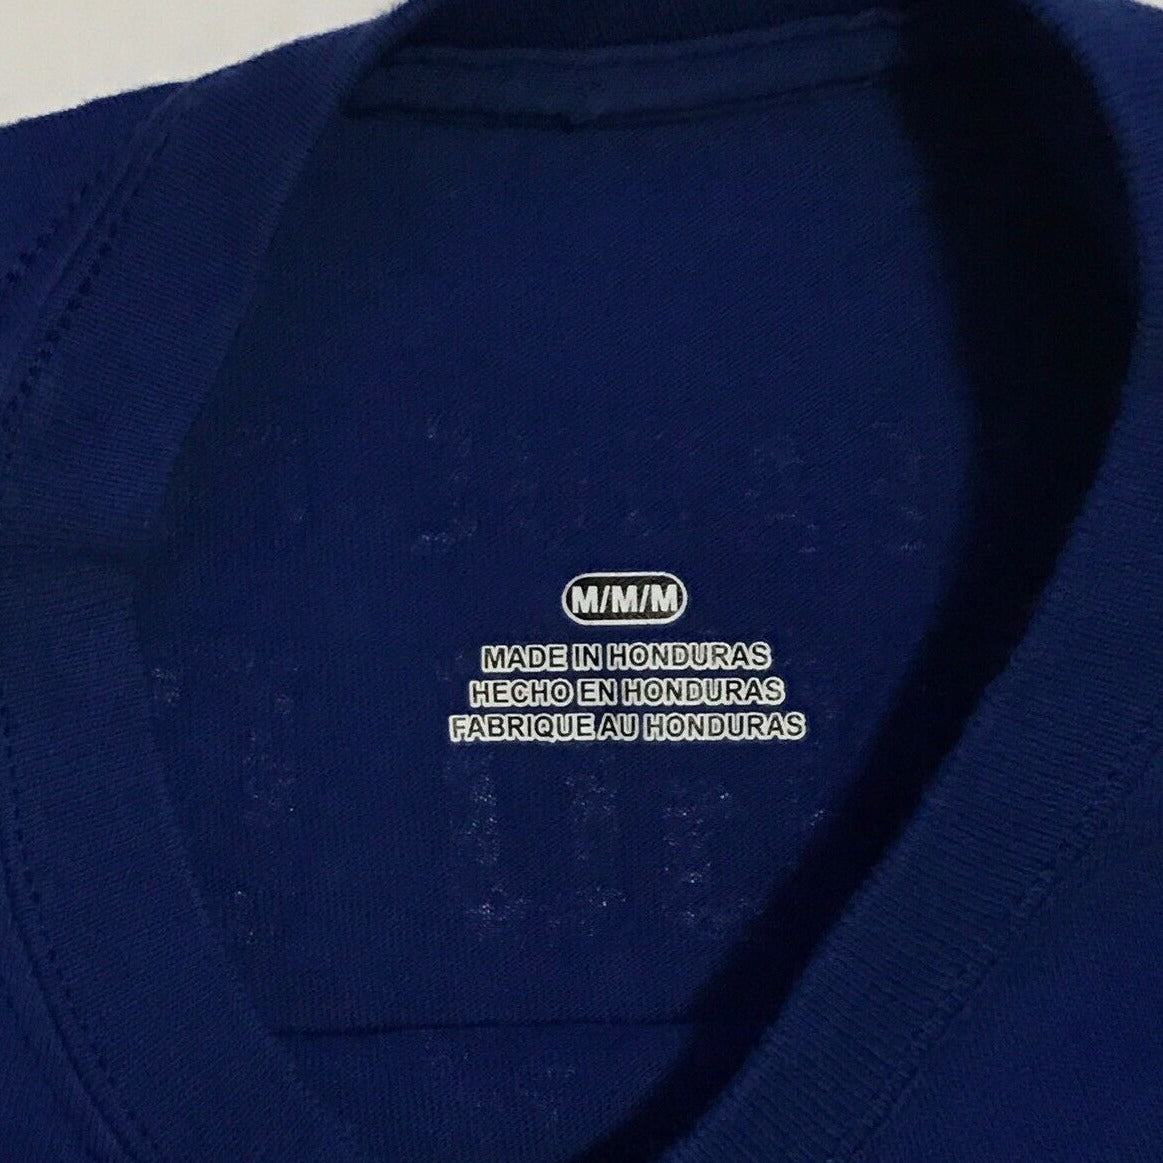 M/M/M
MADE IN HONDURAS
HECHO EN HONDURAS
FABRIQUE AU HONDURAS